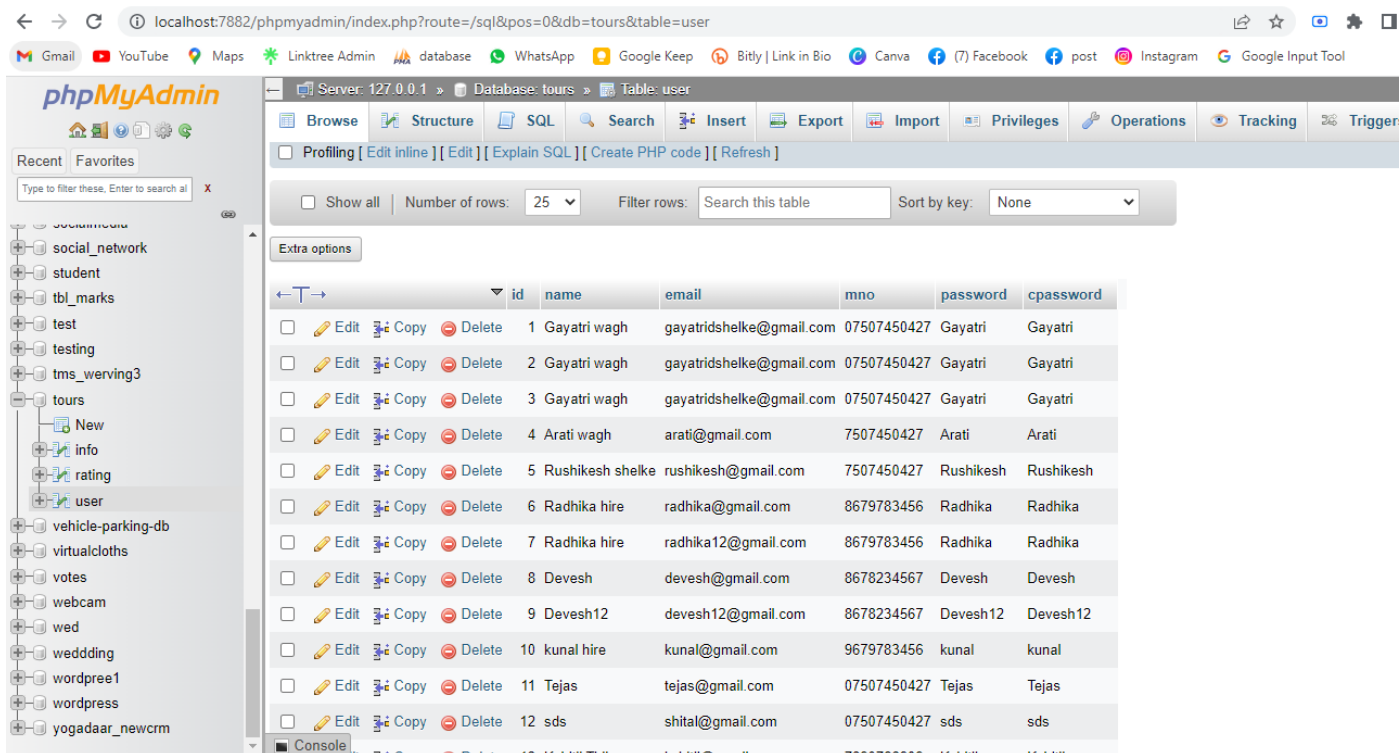 localhost:7882/phpmyadmin/index.php?route=/sql&pos=0&db=tours&table=user
Gmail YouTube Maps Linktree Admin database WhatsApp Google Keep Bitly | Link in Bio Canva (7) Facebook post Instagram Google Input Tool
phpMyAdmin
Recent Favorites
Type to filter these, Enter to search al X
socialmedia
social_network
student
tbl_marks
test
testing
tms_werving3
tours
New
info
rating
user
vehicle-parking-db
virtualcloths
votes
webcam
wed
weddding
wordpree1
wordpress
yogadaar_newcrm
Server: 127.0.0.1 » Database: tours » Table: user
Browse Structure SQL Search Insert Export Import Privileges Operations Tracking Triggers
Profiling [ Edit inline ] [ Edit ] [ Explain SQL ] [ Create PHP code ] [ Refresh ]
Show all Number of rows: 25 Filter rows: Search this table Sort by key: None
Extra options
←T→ id name email mno password cpassword
Edit Copy Delete 1 Gayatri wagh gayatridshelke@gmail.com 07507450427 Gayatri Gayatri
Edit Copy Delete 2 Gayatri wagh gayatridshelke@gmail.com 07507450427 Gayatri Gayatri
Edit Copy Delete 3 Gayatri wagh gayatridshelke@gmail.com 07507450427 Gayatri Gayatri
Edit Copy Delete 4 Arati wagh arati@gmail.com 7507450427 Arati Arati
Edit Copy Delete 5 Rushikesh shelke rushikesh@gmail.com 7507450427 Rushikesh Rushikesh
Edit Copy Delete 6 Radhika hire radhika@gmail.com 8679783456 Radhika Radhika
Edit Copy Delete 7 Radhika hire radhika12@gmail.com 8679783456 Radhika Radhika
Edit Copy Delete 8 Devesh devesh@gmail.com 8678234567 Devesh Devesh
Edit Copy Delete 9 Devesh12 devesh12@gmail.com 8678234567 Devesh12 Devesh12
Edit Copy Delete 10 kunal hire kunal@gmail.com 9679783456 kunal kunal
Edit Copy Delete 11 Tejas tejas@gmail.com 07507450427 Tejas Tejas
Edit Copy Delete 12 sds shital@gmail.com 07507450427 sds sds
Console